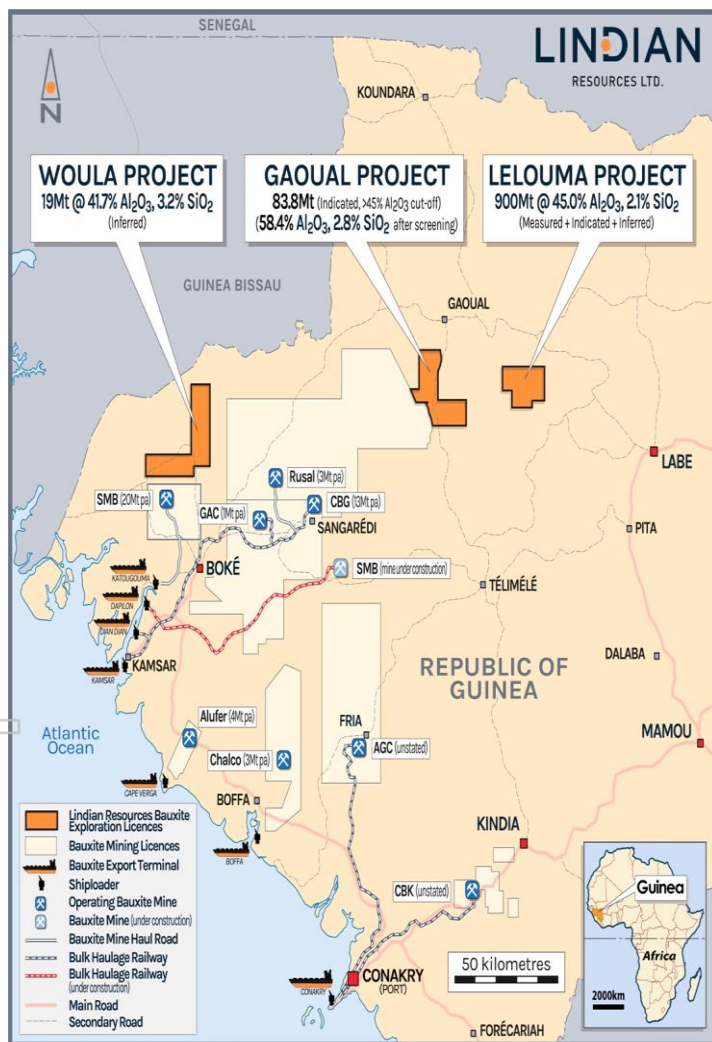 SENEGAL
LINDIAN
RESOURCES LTD.
N
KOUNDARA
WOULA PROJECT
19Mt @ 41.7% Al₂O₃, 3.2% SiO₂
(Inferred)
GAOUAL PROJECT
83.8Mt (Indicated, >45% Al₂O₃ cut-off)
(58.4% Al₂O₃, 2.8% SiO₂ after screening)
LELOUMA PROJECT
900Mt @ 45.0% Al₂O₃, 2.1% SiO₂
(Measured + Indicated + Inferred)
GUINEA BISSAU
GAOUAL
LABE
Rusal (3Mt pa)
SMB (20Mt pa)
CBG (13Mt pa)
GAC (1Mt pa)
SANGARÉDI
PITA
BOKÉ
SMB (mine under construction)
KATOUGOUMA
TÉLIMÉLÉ
DAPILON
DIAN DIAN
KAMSAR
KAMSAR
DALABA
REPUBLIC OF
GUINEA
Alufer (4Mt pa)
FRIA
Atlantic
Ocean
AGC (unstated)
MAMOU
Chalco (3Mt pa)
CAPE VERGA
BOFFA
BOFFA
KINDIA
CBK (unstated)
CONAKRY
(PORT)
CONAKRY
FORÉCARIAH
50 kilometres
Lindian Resources Bauxite
Exploration Licences
Bauxite Mining Licences
Bauxite Export Terminal
Shiploader
Operating Bauxite Mine
Bauxite Mine (under construction)
Bauxite Mine Haul Road
Bulk Haulage Railway
Bulk Haulage Railway
(under construction)
Main Road
Secondary Road
Guinea
Africa
2000km